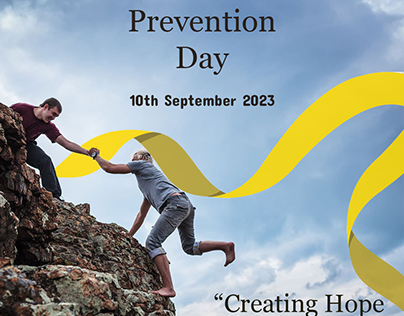 Prevention
Day
10th September 2023
“Creating Hope